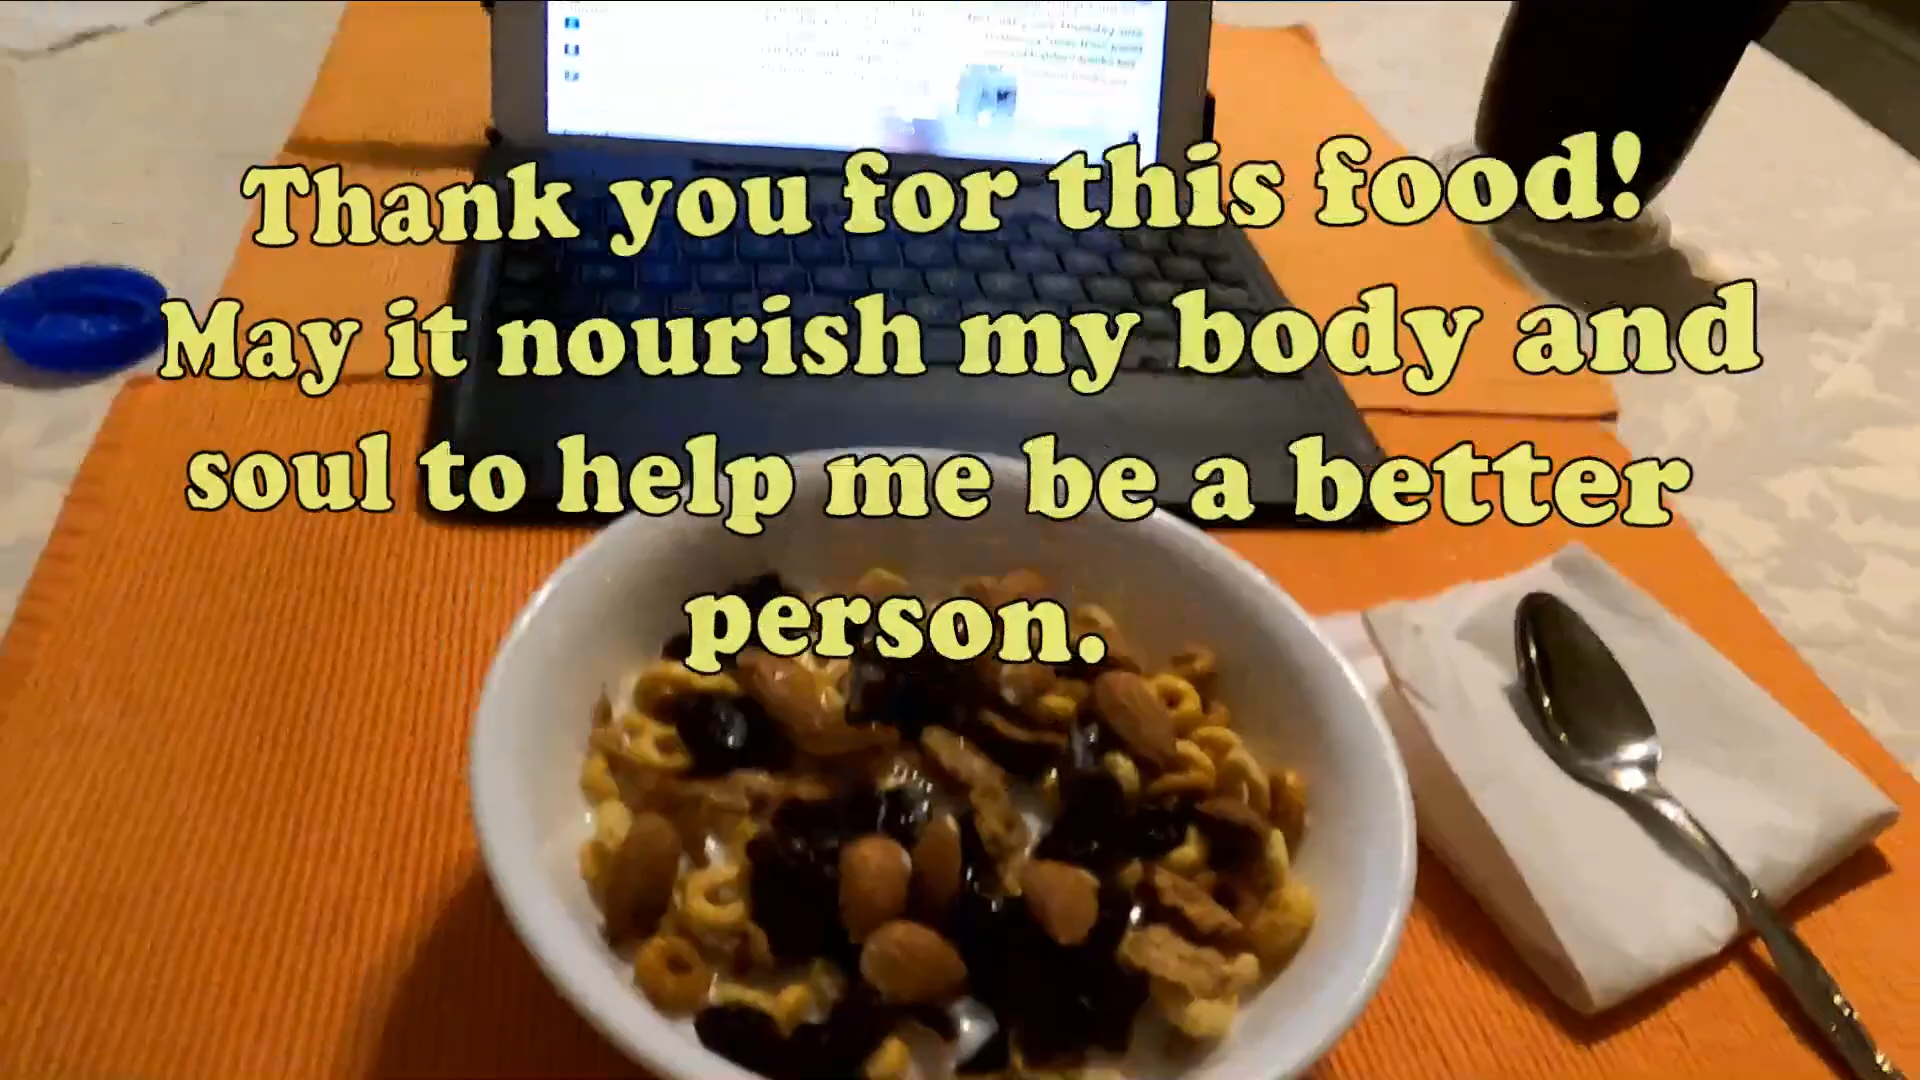 Thank you for this food!
May it nourish my body and
soul to help me be a better
person.